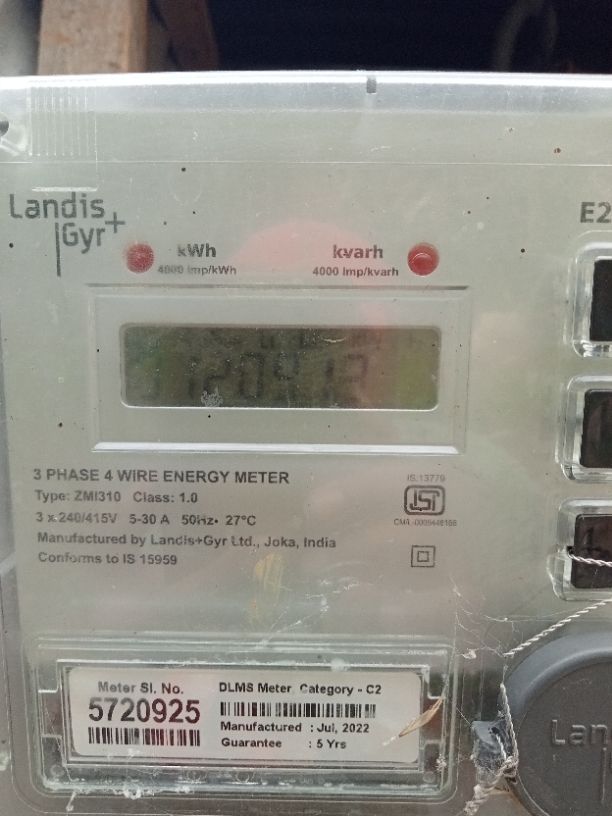 Landis
Gyr+
E2
kWh
4000 Imp/kWh
kvarh
4000 Imp/kvarh
3 PHASE 4 WIRE ENERGY METER
Type: ZMI310 Class: 1.0
3 x 240/415V 5-30 A 50Hz• 27°C
Manufactured by Landis+Gyr Ltd., Joka, India
Conforms to IS 15959
IS.13779
Meter Sl. No.
5720925
DLMS Meter Category - C2
Manufactured : Jul, 2022
Guarantee : 5 Yrs
Lan